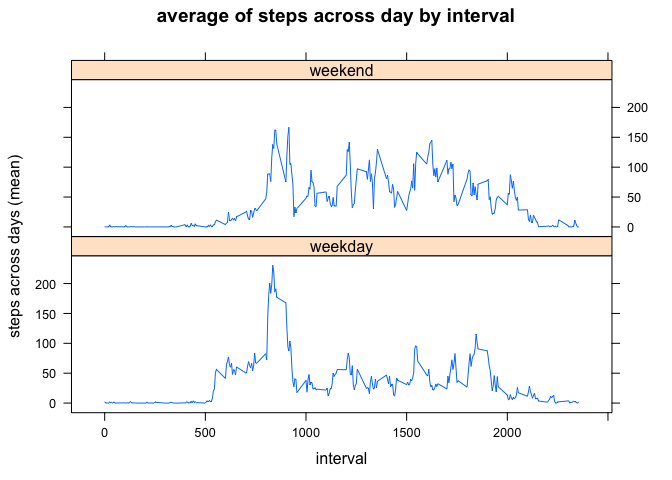 average of steps across day by interval
weekend
200
150
100
50
0
weekday
200
150
100
50
0
steps across days (mean)
0 500 1000 1500 2000
interval